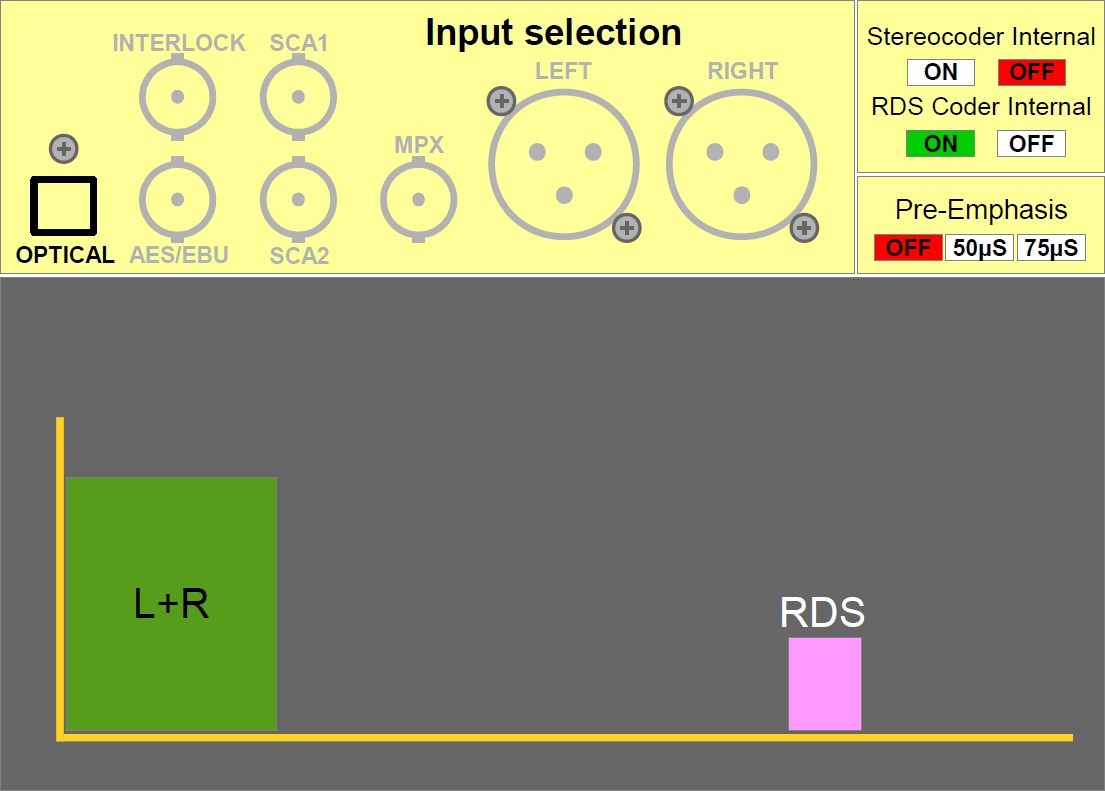 Input selection
INTERLOCK
SCA1
LEFT
RIGHT
MPX
OPTICAL
AES/EBU
SCA2
Stereocoder Internal
ON OFF
RDS Coder Internal
ON OFF
Pre-Emphasis
OFF 50µS 75µS
L+R
RDS